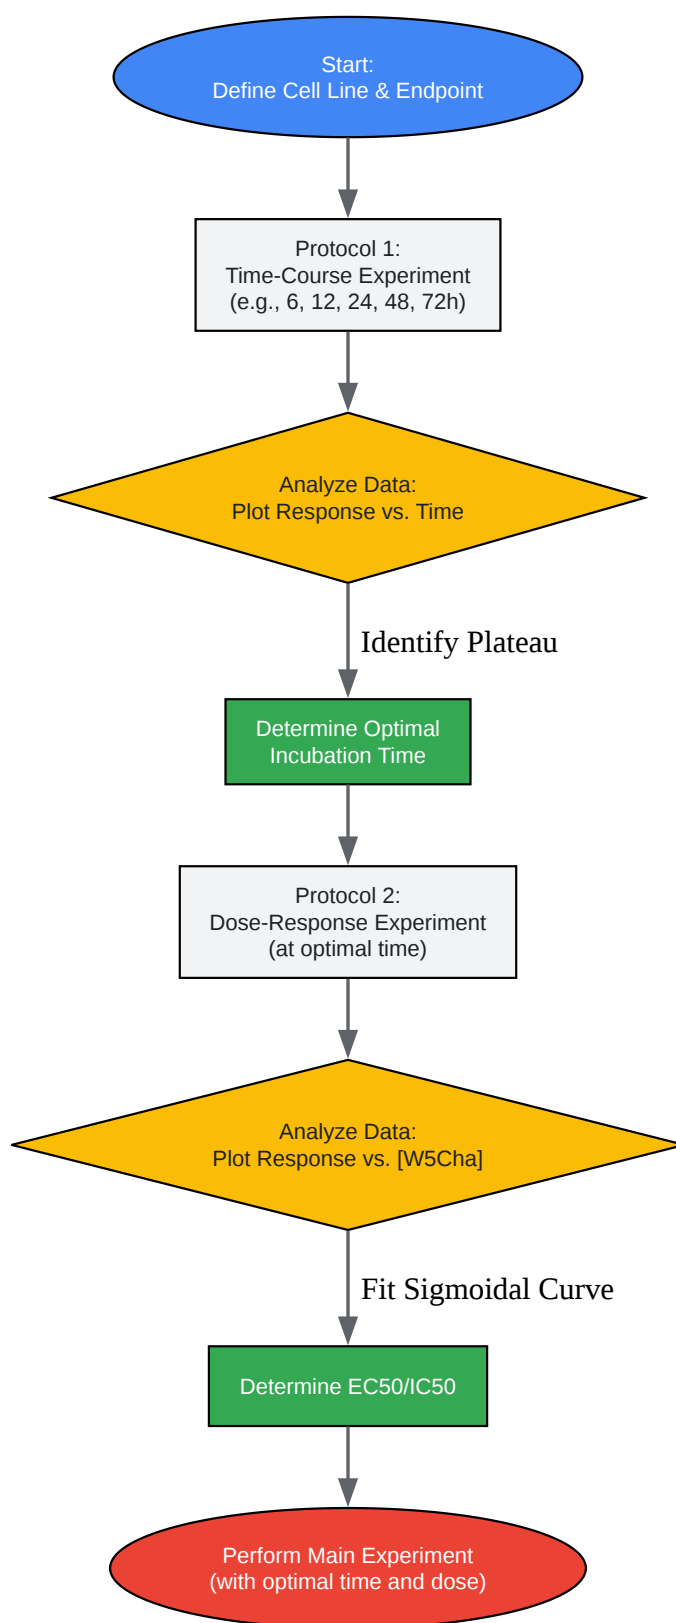 Start:
Define Cell Line & Endpoint
Protocol 1:
Time-Course Experiment
(e.g., 6, 12, 24, 48, 72h)
Analyze Data:
Plot Response vs. Time
Identify Plateau
Determine Optimal
Incubation Time
Protocol 2:
Dose-Response Experiment
(at optimal time)
Analyze Data:
Plot Response vs. [W5Cha]
Fit Sigmoidal Curve
Determine EC50/IC50
Perform Main Experiment
(with optimal time and dose)